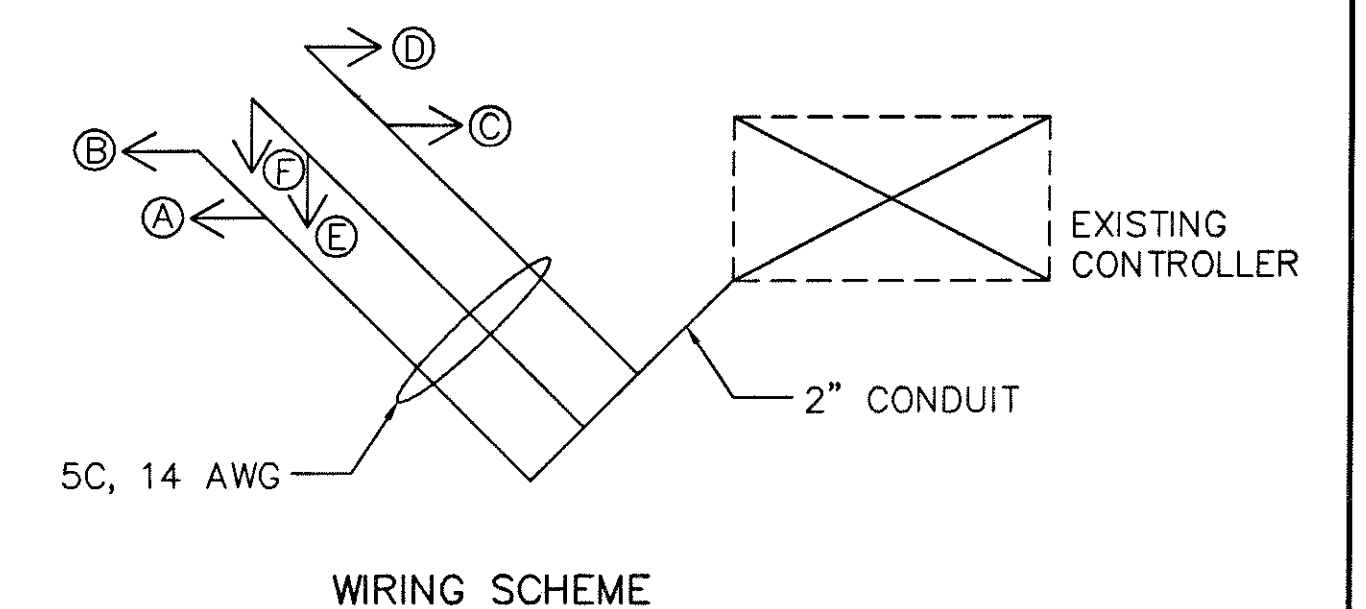 D
C
B
F
A
E
EXISTING
CONTROLLER
2" CONDUIT
5C, 14 AWG
WIRING SCHEME